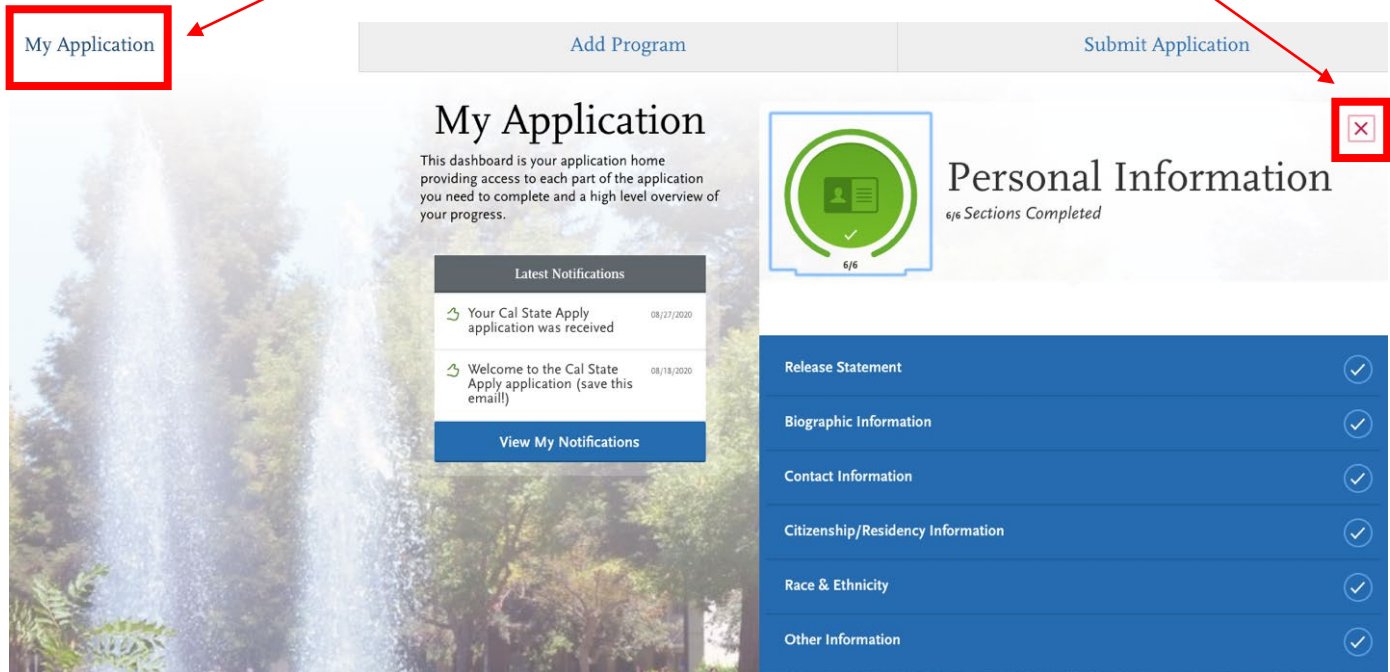 My Application
Add Program
Submit Application
My Application
This dashboard is your application home
providing access to each part of the application
you need to complete and a high level overview of
your progress.
Latest Notifications
Your Cal State Apply
application was received
08/27/2020
Welcome to the Cal State
Apply application (save this
email!)
08/18/2020
View My Notifications
6/6
Personal Information
6/6 Sections Completed
Release Statement
Biographic Information
Contact Information
Citizenship/Residency Information
Race & Ethnicity
Other Information